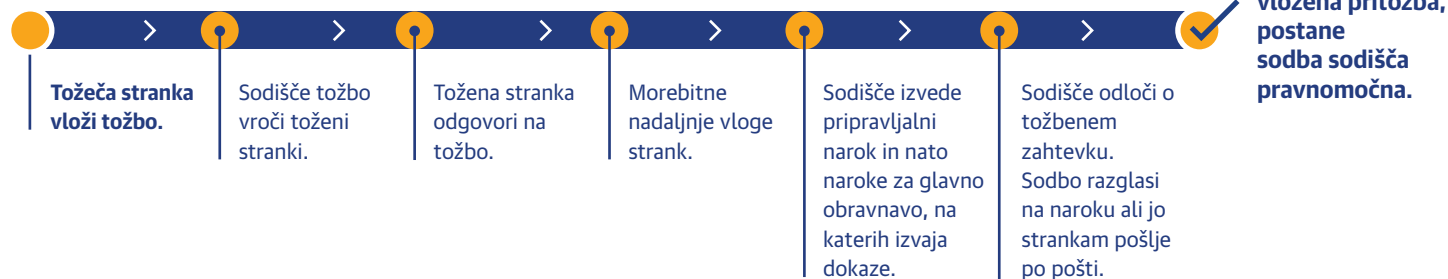 Tožeča stranka
vloži tožbo.
Sodišče tožbo
vroči toženi
stranki.
Tožena stranka
odgovori na
tožbo.
Morebitne
nadaljnje vloge
strank.
Sodišče izvede
pripravljalni
narok in nato
naroke za glavno
obravnavo, na
katerih izvaja
dokaze.
Sodišče odloči o
tožbenem
zahtevku.
Sodbo razglasi
na naroku ali jo
strankam pošlje
po pošti.
vložena pritožba,
postane
sodba sodišča
pravnomočna.